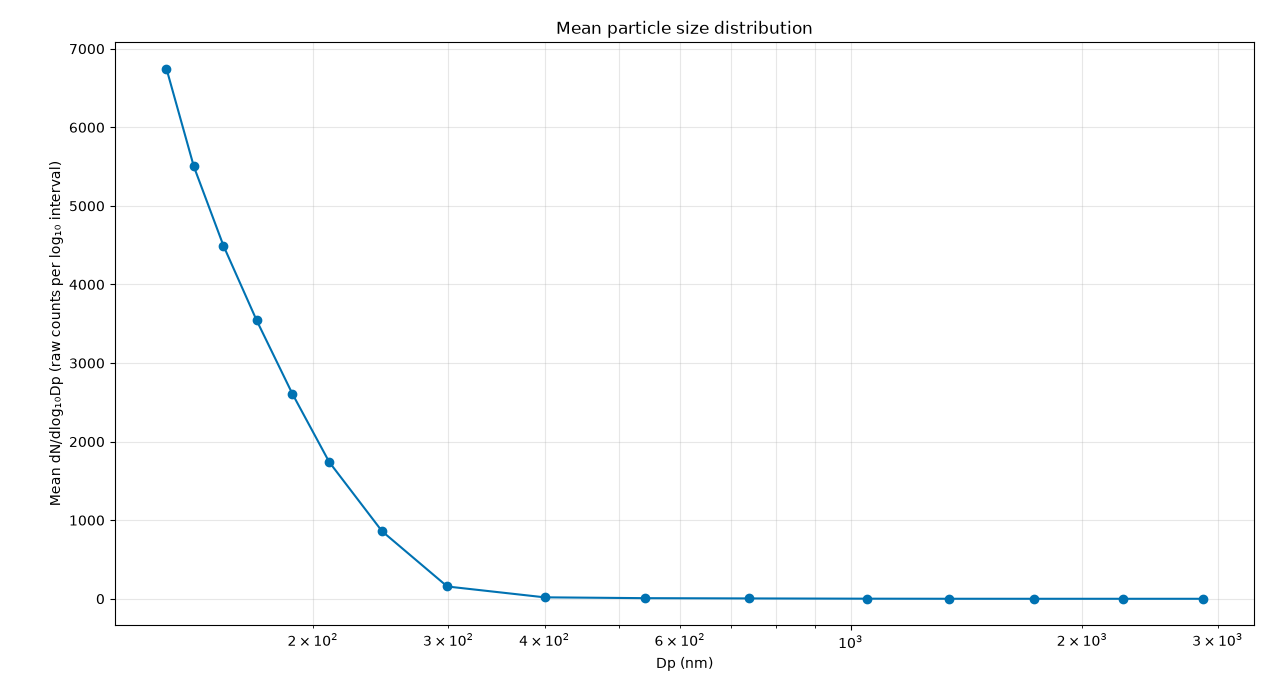 Mean particle size distribution
7000
6000
5000
4000
3000
2000
1000
0
Mean dN/dlog₁₀Dp (raw counts per log₁₀ interval)
2 × 10² 3 × 10² 4 × 10² 6 × 10² 10³ 2 × 10³ 3 × 10³
Dp (nm)